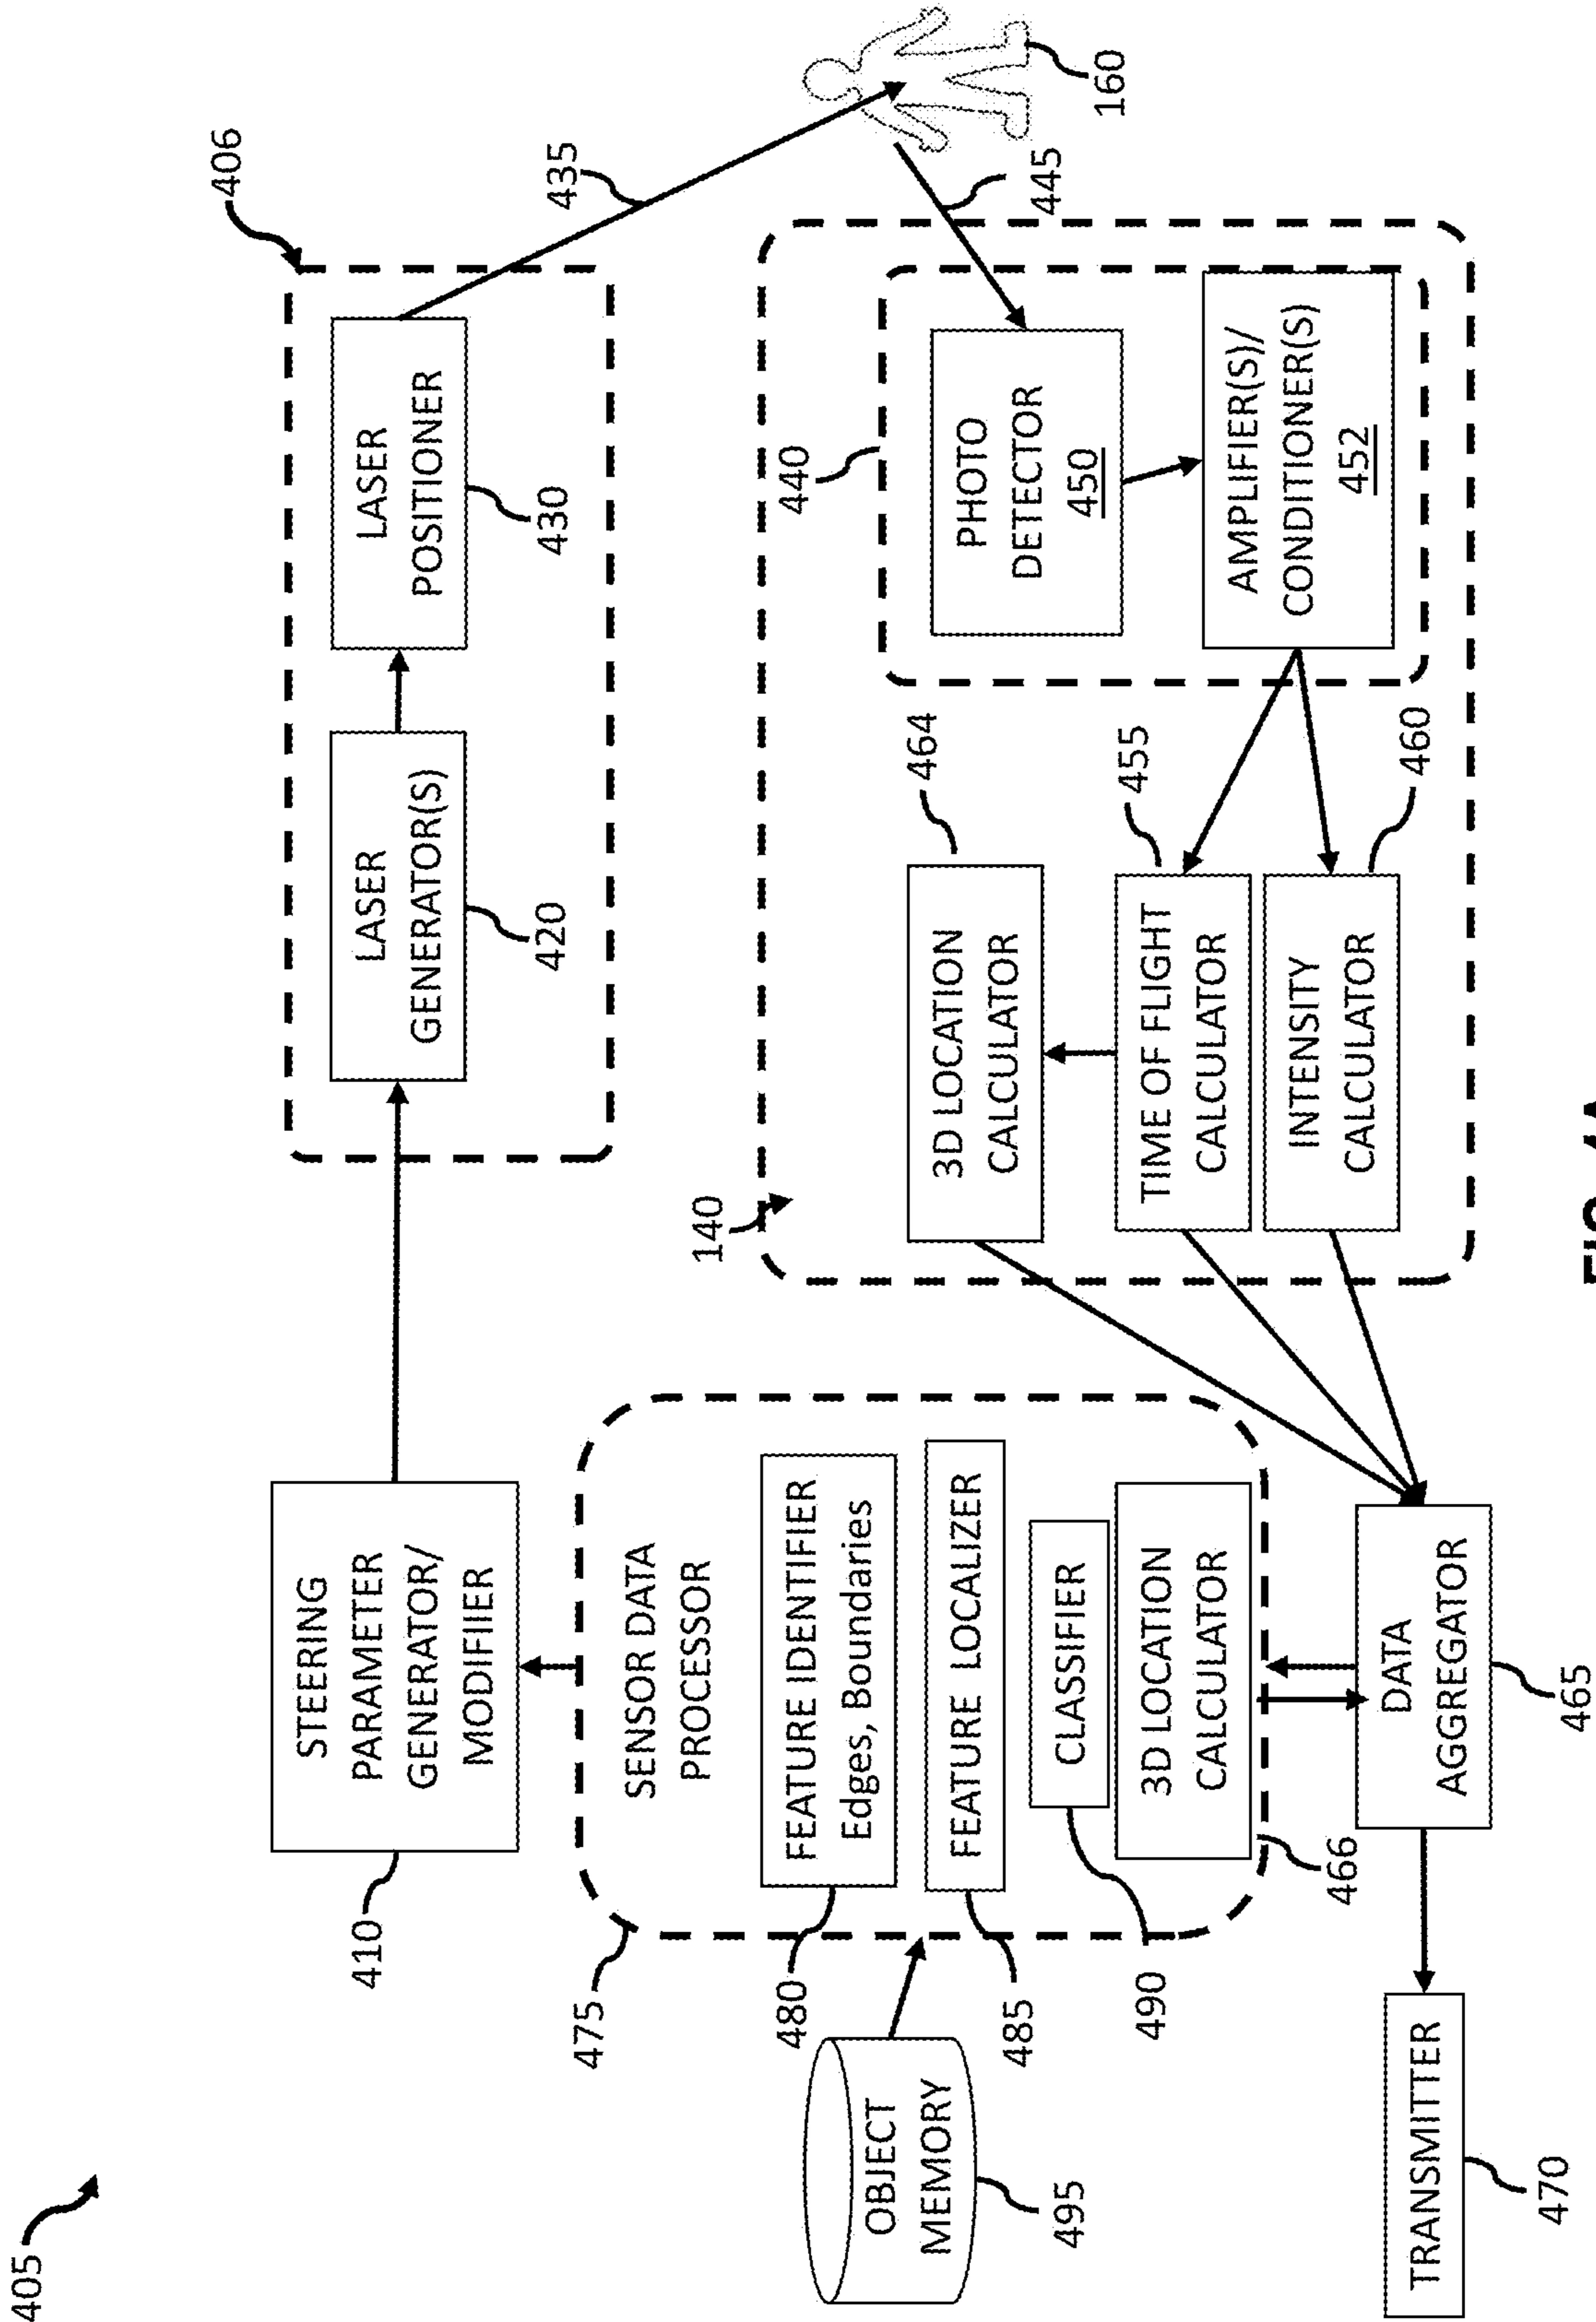 405
406
410
STEERING
PARAMETER
GENERATOR/
MODIFIIER
LASER
GENERATOR(S)
420
LASER
POSITIONER
430
435
475
SENSOR DATA
PROCESSOR
480
FEATURE IDENTIFIER
Edges, Boundaries
485
FEATURE LOCALIZER
490
CLASSIFIER
466
3D LOCATION
CALCULATOR
OBJECT
MEMORY
495
140
464
3D LOCATION
CALCULATOR
455
TIME OF FLIGHT
CALCULATOR
460
INTENSITY
CALCULATOR
440
PHOTO
DETECTOR
450
AMPLIFIER(S)/
CONDITIONER(S)
452
445
160
TRANSMITTER
470
DATA
AGGREGATOR
465
FIG. 4A